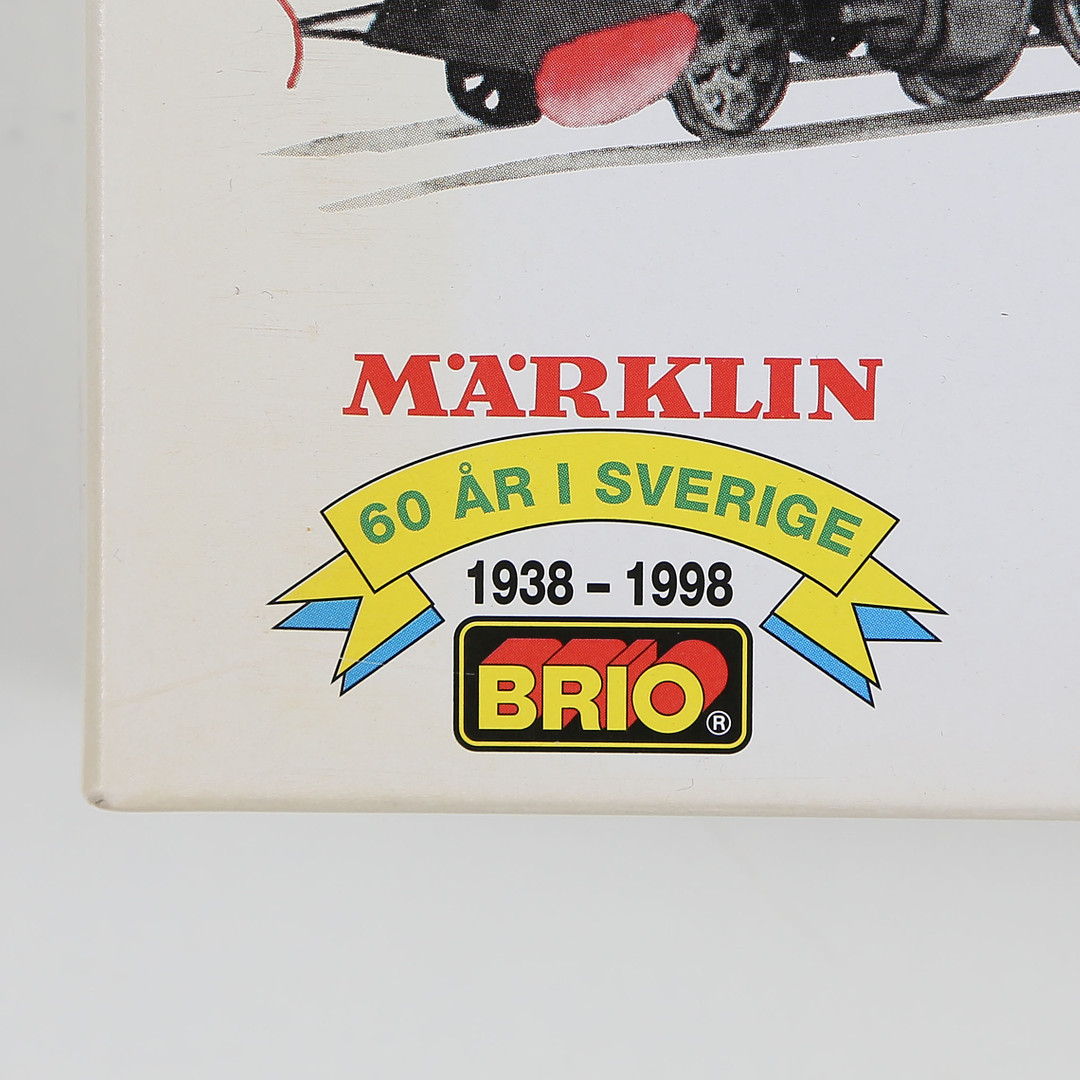 MÄRKLIN
60 ÅR I SVERIGE
1938 – 1998
BRIO®